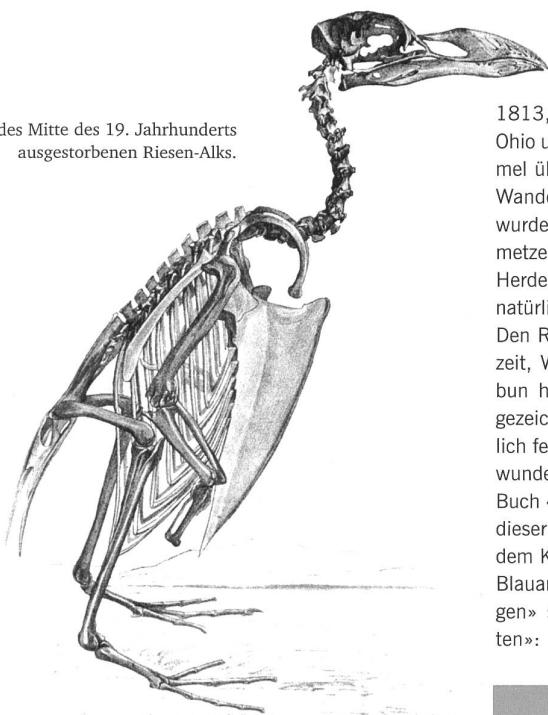 des Mitte des 19. Jahrhunderts
ausgestorbenen Riesen-Alks.
1813,
Ohio u
mel ül
Wande
wurde
metze
Herde
natürli
Den R
zeit, W
bun h
gezeic
lich fe
wunde
Buch
dieser
dem K
Blauar
gen»
ten»: